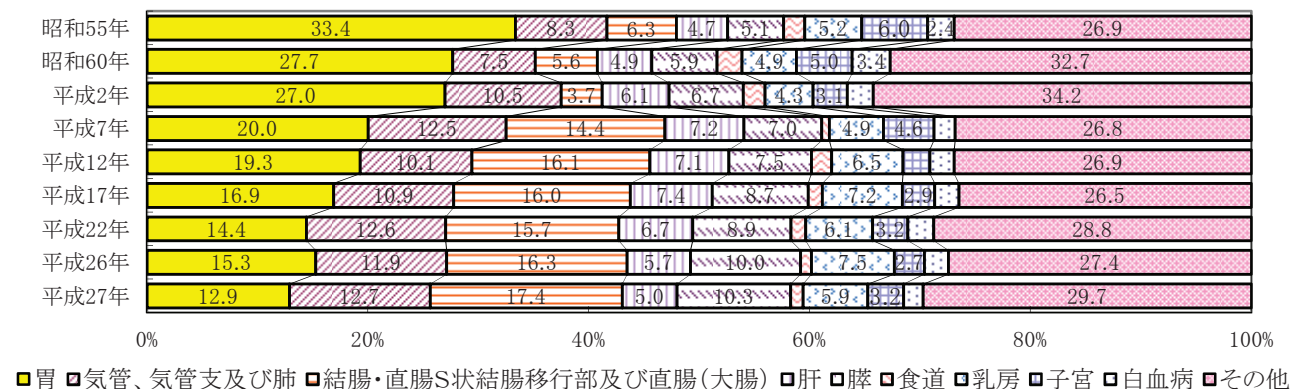 昭和55年 33.4 8.3 6.3 4.7 5.1 5.2 6.0 2.4 26.9
昭和60年 27.7 7.5 5.6 4.9 5.9 4.9 5.0 3.4 32.7
平成2年 27.0 10.5 3.7 6.1 6.7 4.3 3.1 34.2
平成7年 20.0 12.5 14.4 7.2 7.0 4.9 4.6 26.8
平成12年 19.3 10.1 16.1 7.1 7.5 6.5 26.9
平成17年 16.9 10.9 16.0 7.4 8.7 7.2 2.9 26.5
平成22年 14.4 12.6 15.7 6.7 8.9 6.1 3.2 28.8
平成26年 15.3 11.9 16.3 5.7 10.0 7.5 2.7 27.4
平成27年 12.9 12.7 17.4 5.0 10.3 5.9 3.2 29.7
0% 20% 40% 60% 80% 100%
胃 気管、気管支及び肺 結腸・直腸S状結腸移行部及び直腸(大腸) 肝 膵 食道 乳房 子宮 白血病 その他